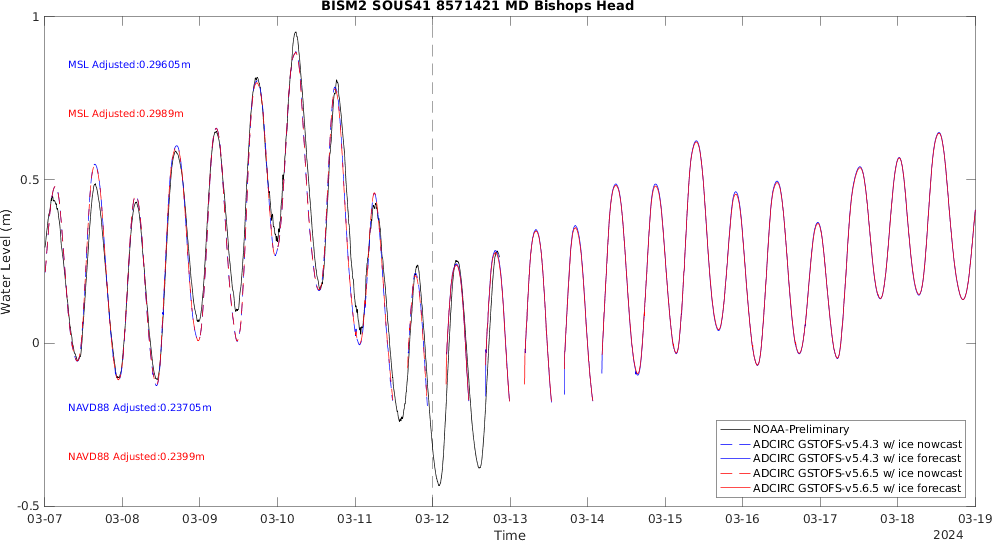 BISM2 SOUS41 8571421 MD Bishops Head
1
0.5
0
-0.5
Water Level (m)
MSL Adjusted:0.29605m
MSL Adjusted:0.2989m
NAVD88 Adjusted:0.23705m
NAVD88 Adjusted:0.2399m
NOAA-Preliminary
ADCIRC GSTOFS-v5.4.3 w/ ice nowcast
ADCIRC GSTOFS-v5.4.3 w/ ice forecast
ADCIRC GSTOFS-v5.6.5 w/ ice nowcast
ADCIRC GSTOFS-v5.6.5 w/ ice forecast
03-07 03-08 03-09 03-10 03-11 03-12 03-13 03-14 03-15 03-16 03-17 03-18 03-19
Time
2024